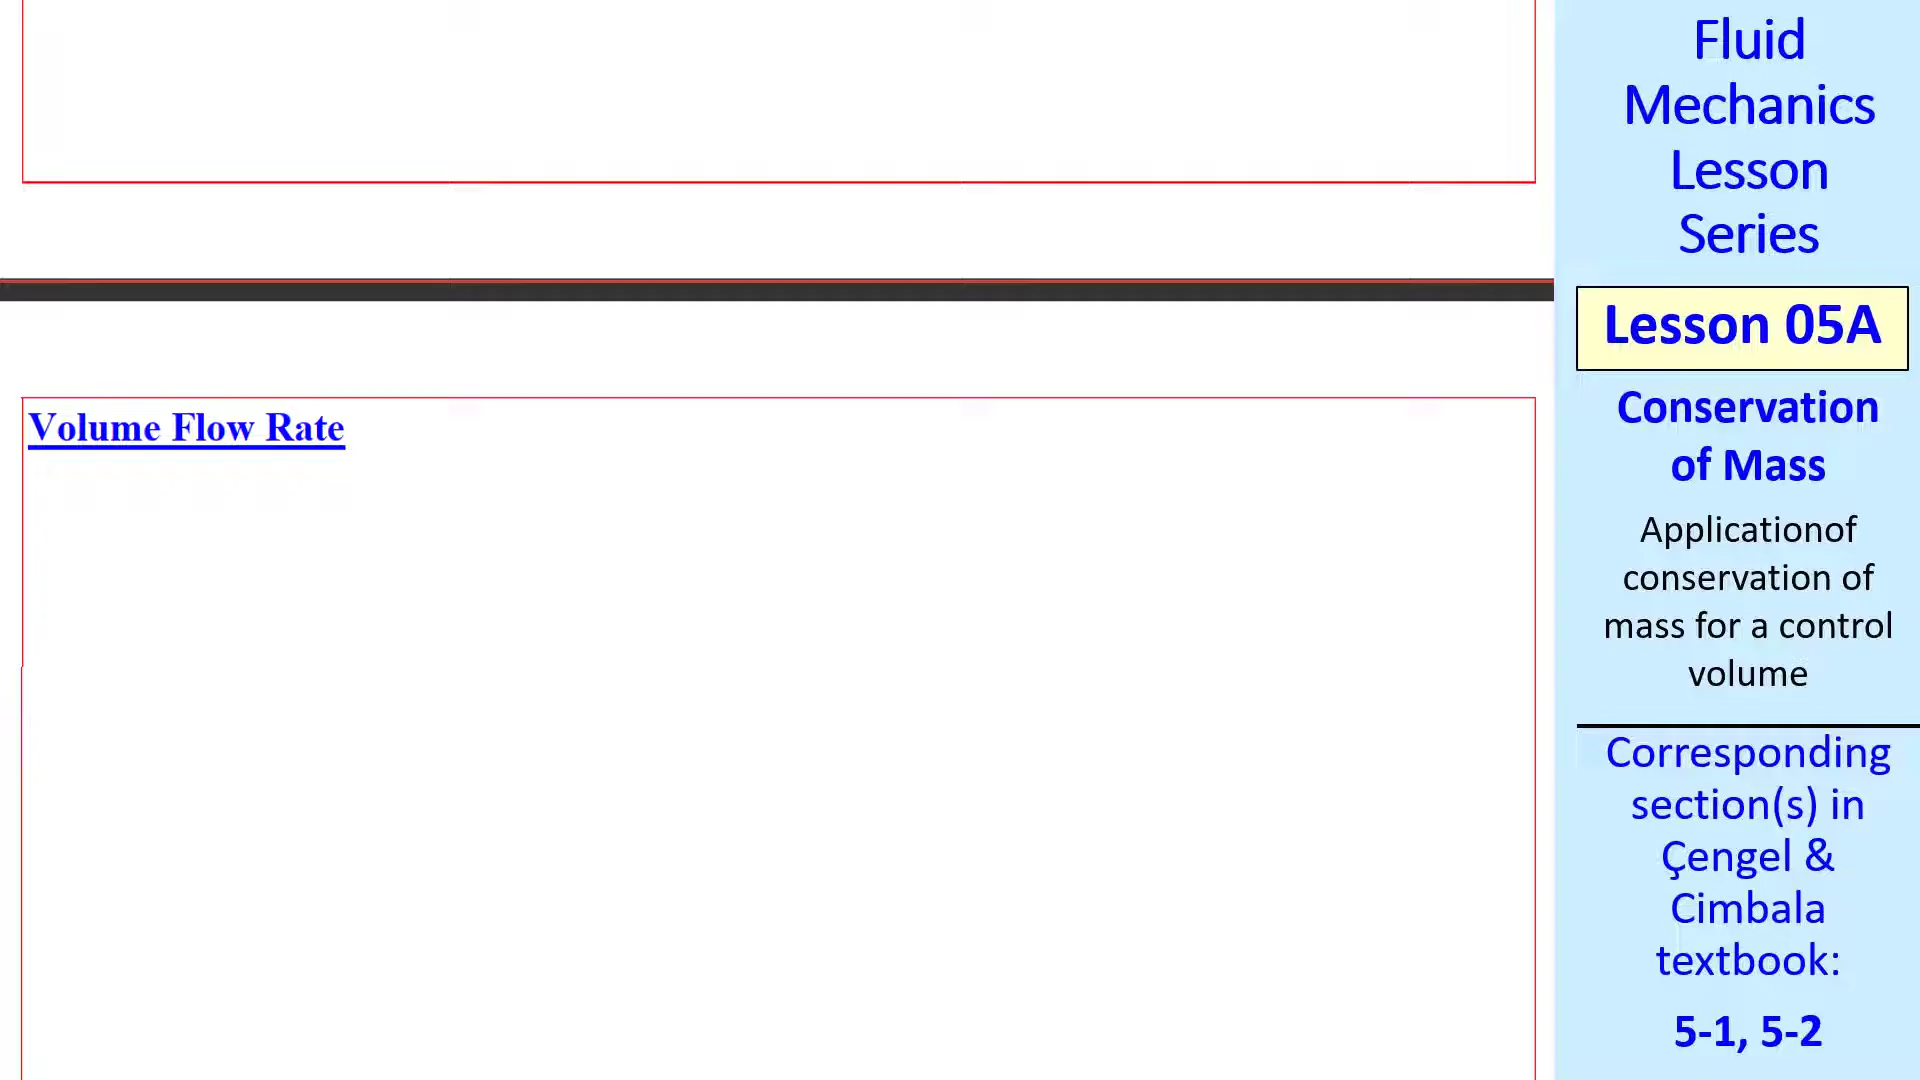 Volume Flow Rate
Fluid
Mechanics
Lesson
Series
Lesson 05A
Conservation
of Mass
Applicationof
conservation of
mass for a control
volume
Corresponding
section(s) in
Çengel &
Cimbala
textbook:
5-1, 5-2